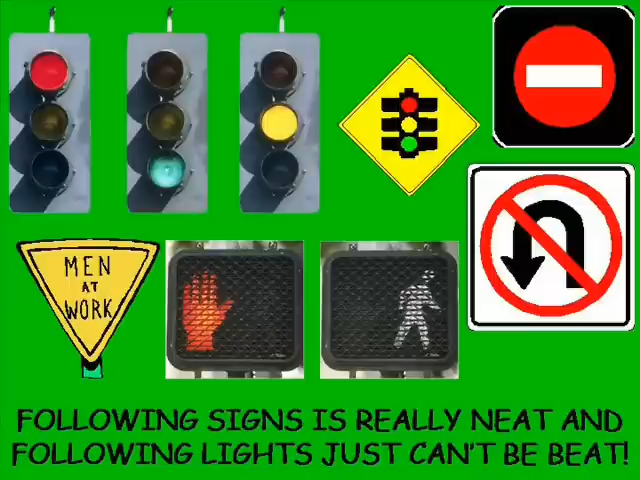 MEN
AT
WORK
FOLLOWING SIGNS IS REALLY NEAT AND
FOLLOWING LIGHTS JUST CAN'T BE BEAT!